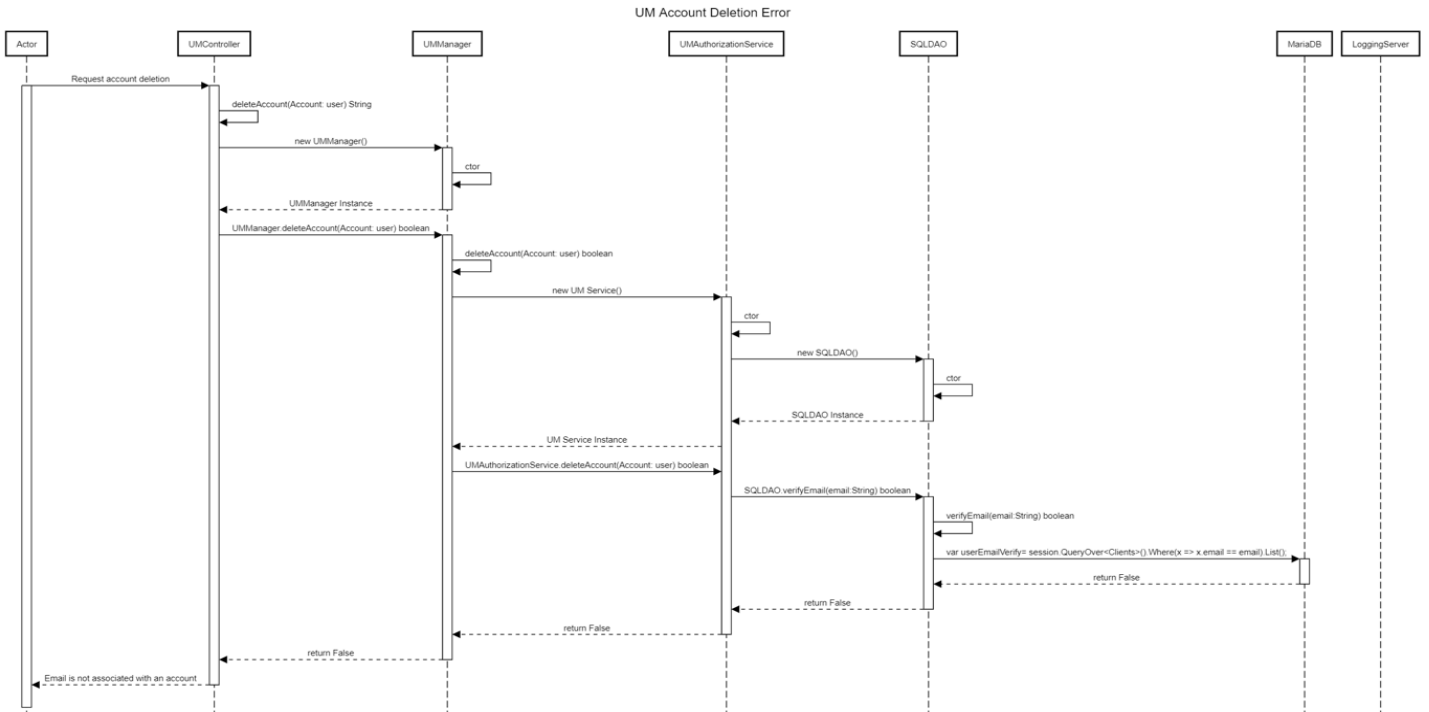 UM Account Deletion Error
Actor
UMController
UMManager
UMAuthorizationService
SQLDAO
MariaDB
LoggingServer
Request account deletion
deleteAccount(Account: user) String
new UMManager()
ctor
UMManager Instance
UMManager.deleteAccount(Account: user) boolean
deleteAccount(Account: user) boolean
new UM Service()
ctor
new SQLDAO()
ctor
SQLDAO Instance
UM Service Instance
UMAuthorizationService.deleteAccount(Account: user) boolean
SQLDAO.verifyEmail(email:String) boolean
verifyEmail(email:String) boolean
var userEmailVerify= session.QueryOver<Clients>().Where(x => x.email == email).List();
return False
return False
return False
return False
Email is not associated with an account